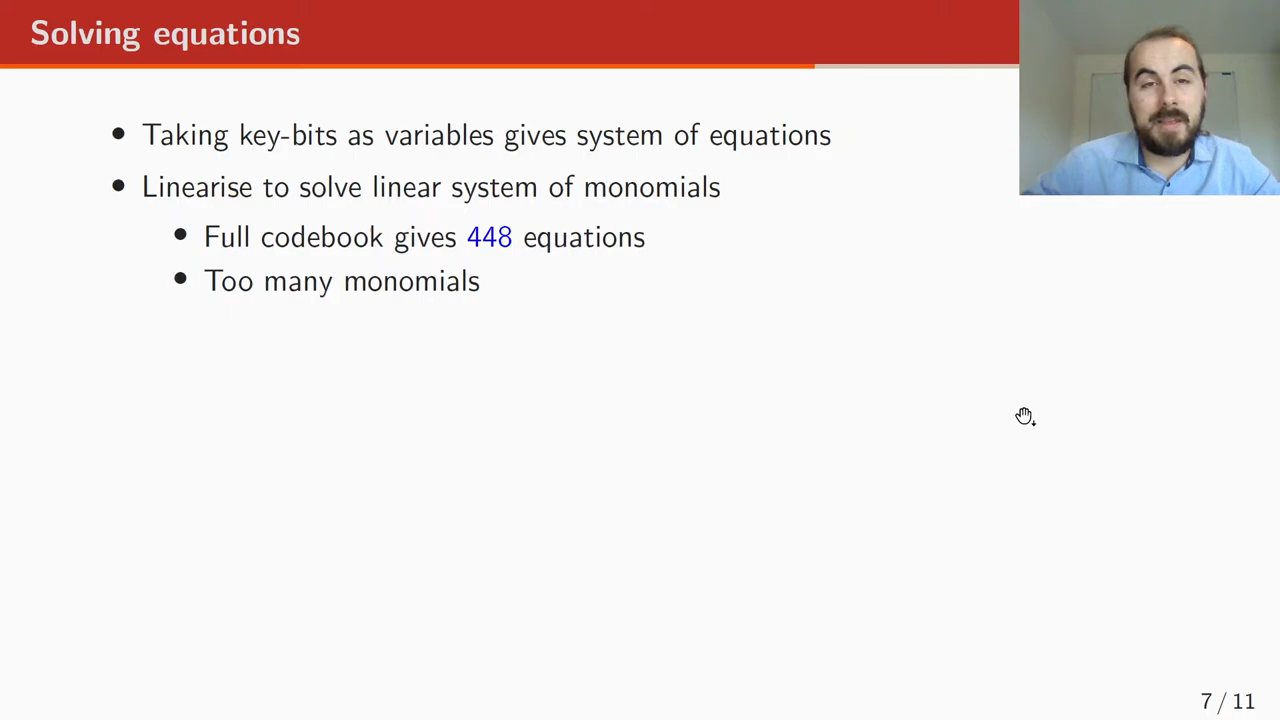 Solving equations
• Taking key-bits as variables gives system of equations
• Linearise to solve linear system of monomials
• Full codebook gives 448 equations
• Too many monomials
7 / 11